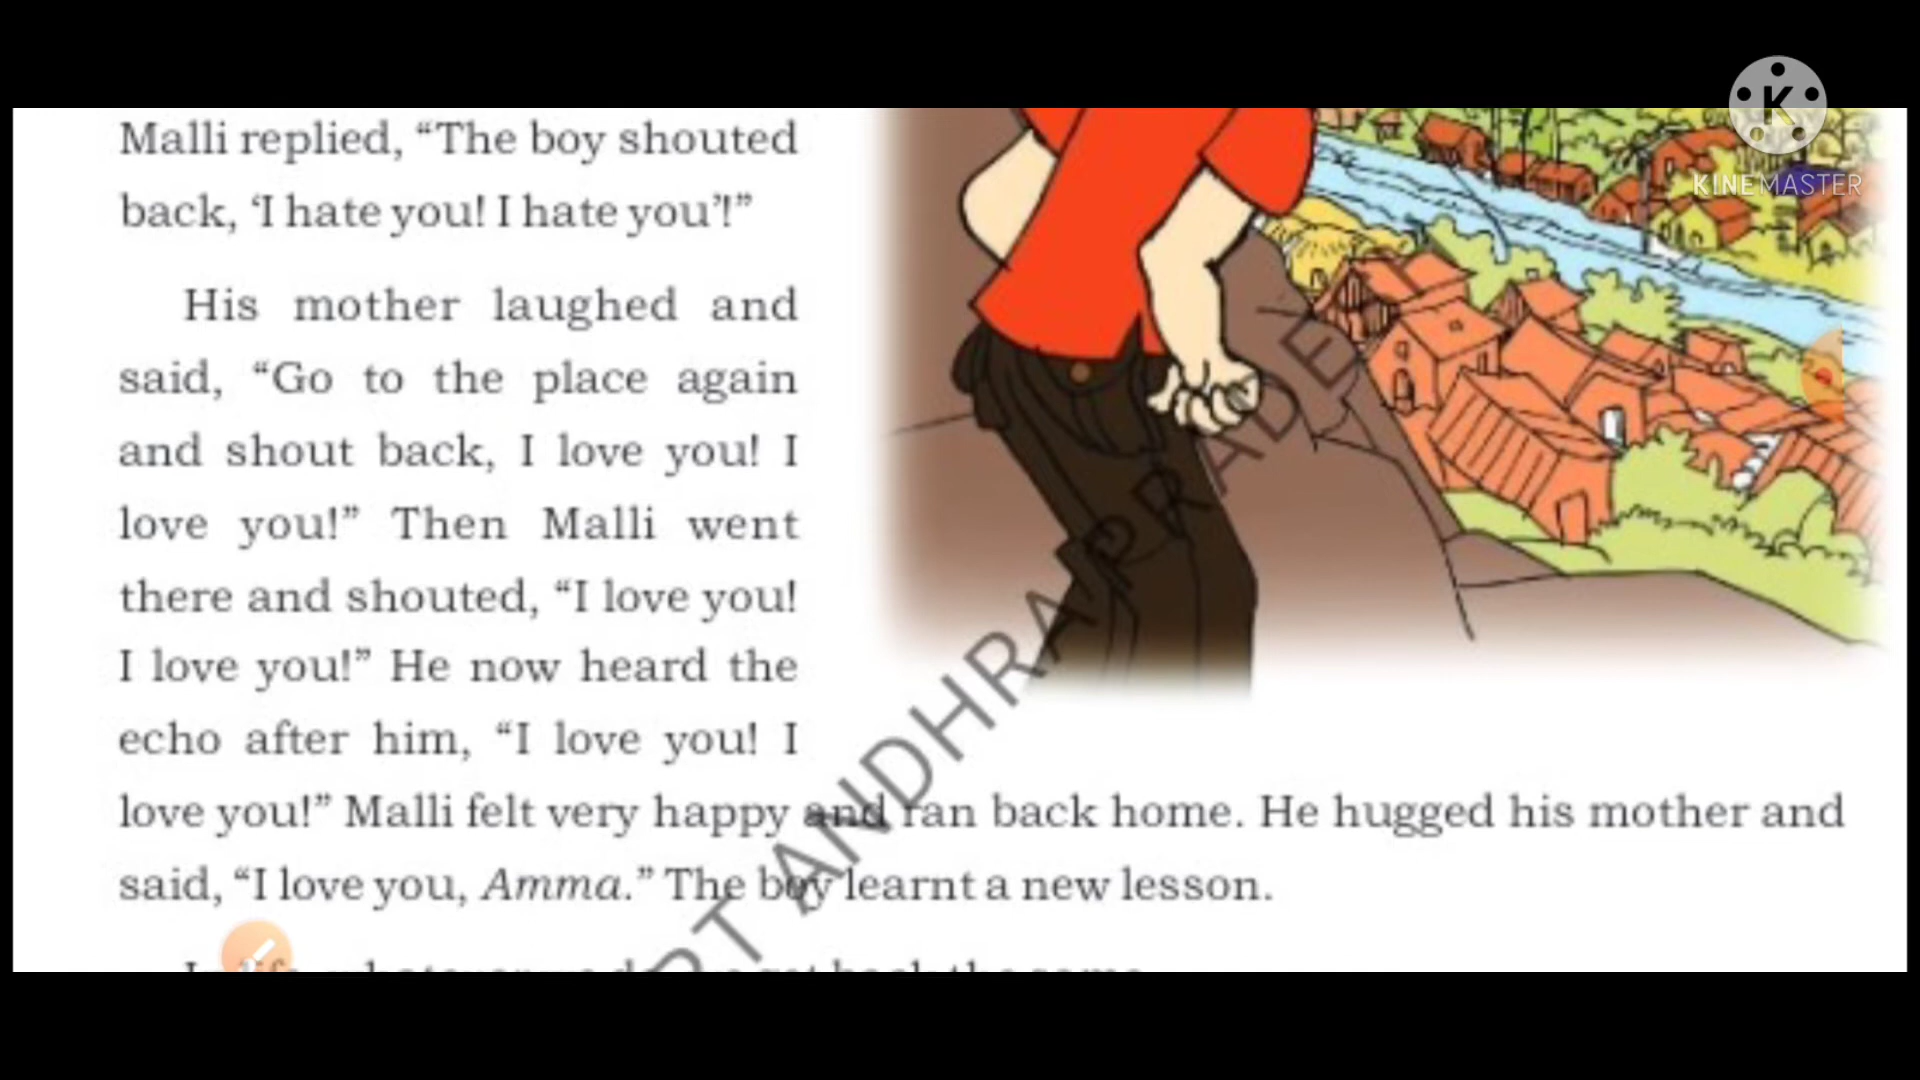 KINEMASTER
Malli replied, “The boy shouted
back, ‘I hate you! I hate you’!”
His mother laughed and
said, “Go to the place again
and shout back, I love you! I
love you!” Then Malli went
there and shouted, “I love you!
I love you!” He now heard the
echo after him, “I love you! I
love you!” Malli felt very happy and ran back home. He hugged his mother and
said, “I love you, Amma.” The boy learnt a new lesson.
RT ANDHRA PRADE